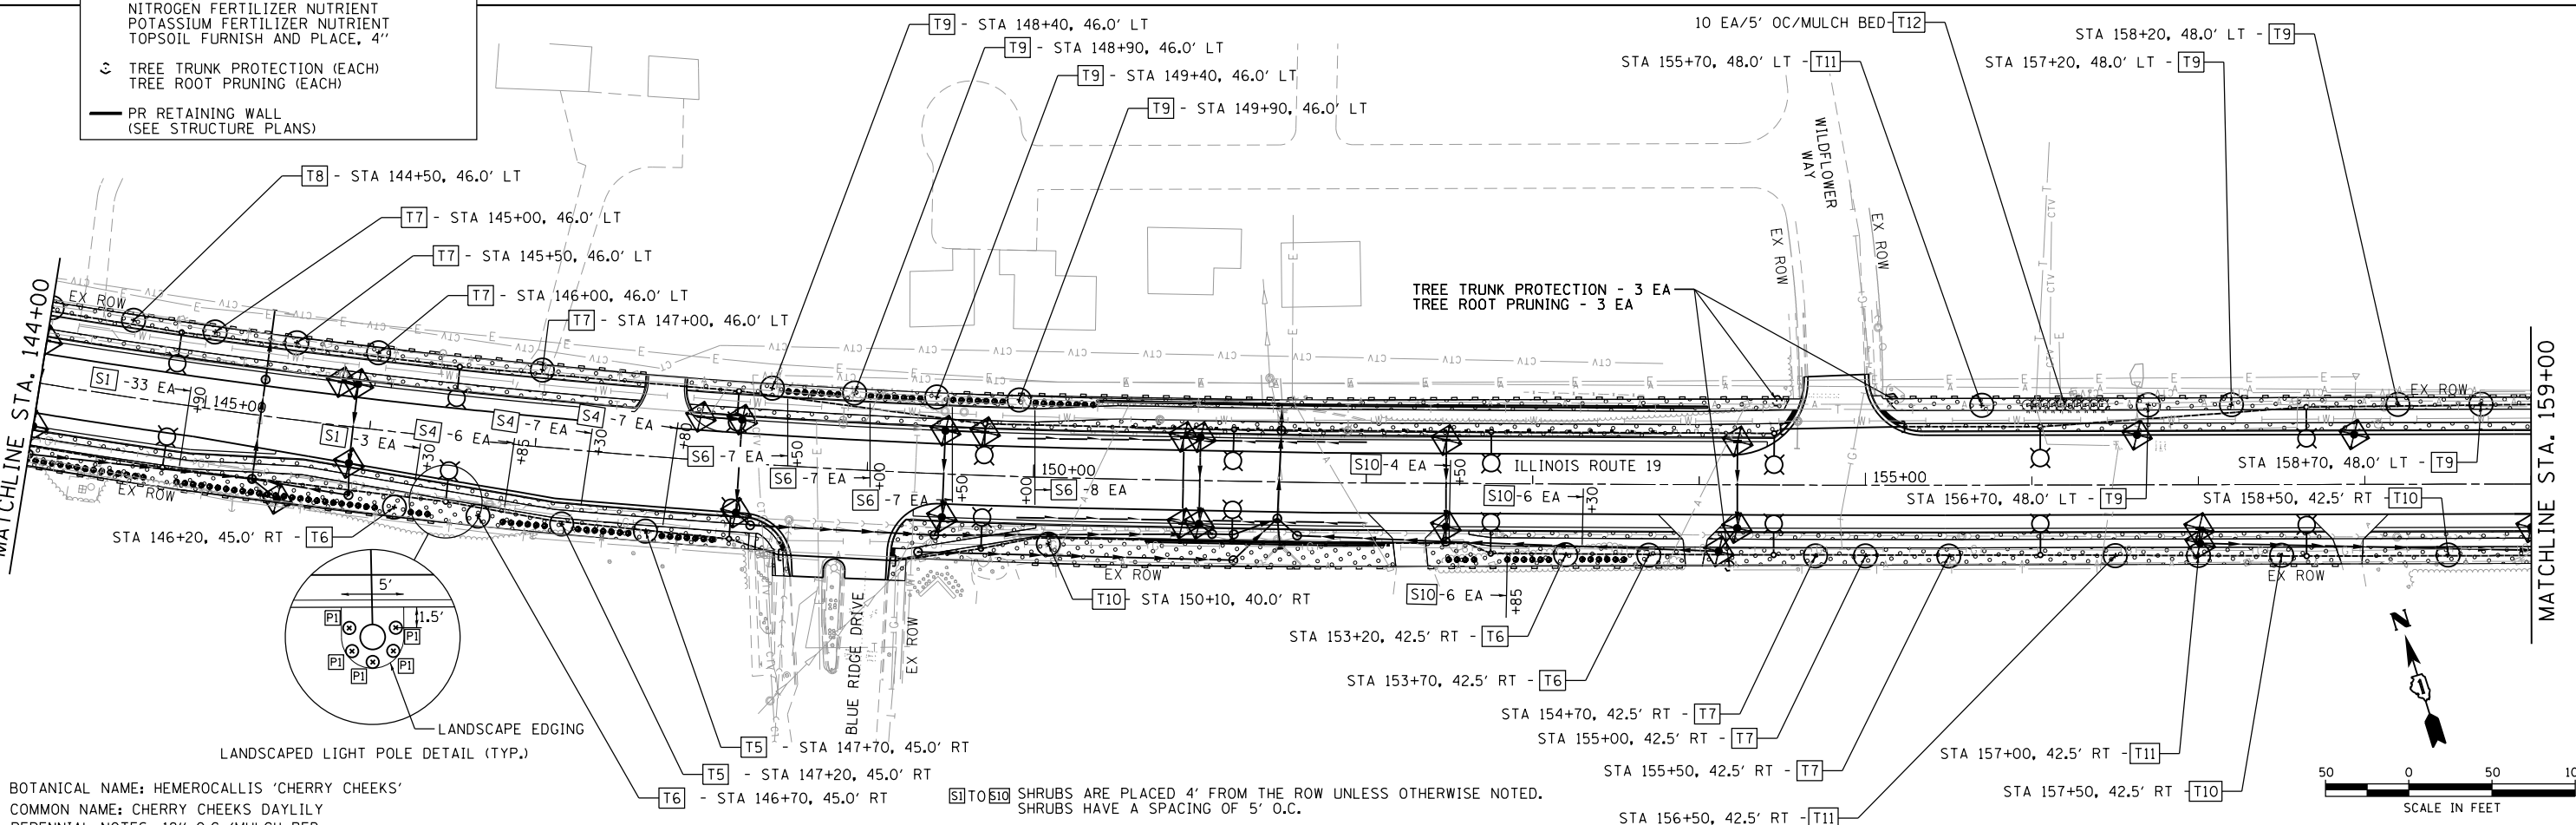 NITROGEN FERTILIZER NUTRIENT
POTASSIUM FERTILIZER NUTRIENT
TOPSOIL FURNISH AND PLACE, 4"
TREE TRUNK PROTECTION (EACH)
TREE ROOT PRUNING (EACH)
PR RETAINING WALL
(SEE STRUCTURE PLANS)
T9 - STA 148+40, 46.0' LT
T9 - STA 148+90, 46.0' LT
T9 - STA 149+40, 46.0' LT
T9 - STA 149+90, 46.0' LT
10 EA/5' OC/MULCH BED-T12
STA 155+70, 48.0' LT -T11
STA 158+20, 48.0' LT - T9
STA 157+20, 48.0' LT - T9
T8 - STA 144+50, 46.0' LT
T7 - STA 145+00, 46.0' LT
T7 - STA 145+50, 46.0' LT
T7 - STA 146+00, 46.0' LT
T7 - STA 147+00, 46.0' LT
WILDFLOWER
WAY
EX ROW
EX ROW
TREE TRUNK PROTECTION - 3 EA
TREE ROOT PRUNING - 3 EA
MATCHLINE STA. 144+00
EX ROW
EX ROW
MATCHLINE STA. 159+00
S1 -33 EA
+90
145+00
S1 -3 EA
S4 -6 EA
+30
S4 -7 EA
+85
S4 -7 EA
+30
+80
S6 -7 EA
+50
S6 -7 EA
+00
S6 -7 EA
+50
+00
150+00
S6 -8 EA
S10-4 EA
+50
ILLINOIS ROUTE 19
S10-6 EA
+30
155+00
STA 158+70, 48.0' LT - T9
STA 156+70, 48.0' LT - T9
STA 158+50, 42.5' RT - T10
EX ROW
STA 146+20, 45.0' RT - T6
EX ROW
EX ROW
S10-6 EA
+85
T10- STA 150+10, 40.0' RT
5'
1.5'
P1
P1
P1
P1
P1
LANDSCAPE EDGING
LANDSCAPED LIGHT POLE DETAIL (TYP.)
BLUE RIDGE DRIVE
EX ROW
STA 153+20, 42.5' RT - T6
STA 153+70, 42.5' RT - T6
STA 154+70, 42.5' RT - T7
STA 155+00, 42.5' RT - T7
STA 155+50, 42.5' RT - T7
STA 156+50, 42.5' RT -T11
STA 157+00, 42.5' RT -T11
STA 157+50, 42.5' RT -T10
T5 - STA 147+70, 45.0' RT
T5 - STA 147+20, 45.0' RT
T6 - STA 146+70, 45.0' RT
N
BOTANICAL NAME: HEMEROCALLIS 'CHERRY CHEEKS'
COMMON NAME: CHERRY CHEEKS DAYLILY
S1 TO S10 SHRUBS ARE PLACED 4' FROM THE ROW UNLESS OTHERWISE NOTED.
SHRUBS HAVE A SPACING OF 5' O.C.
50 0 50
SCALE IN FEET